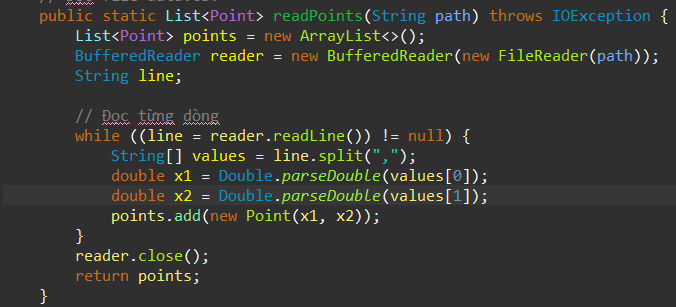 public static List<Point> readPoints(String path) throws IOException {
List<Point> points = new ArrayList<>();
BufferedReader reader = new BufferedReader(new FileReader(path));
String line;
// Đọc từng dòng
while ((line = reader.readLine()) != null) {
String[] values = line.split(",");
double x1 = Double.parseDouble(values[0]);
double x2 = Double.parseDouble(values[1]);
points.add(new Point(x1, x2));
}
reader.close();
return points;
}